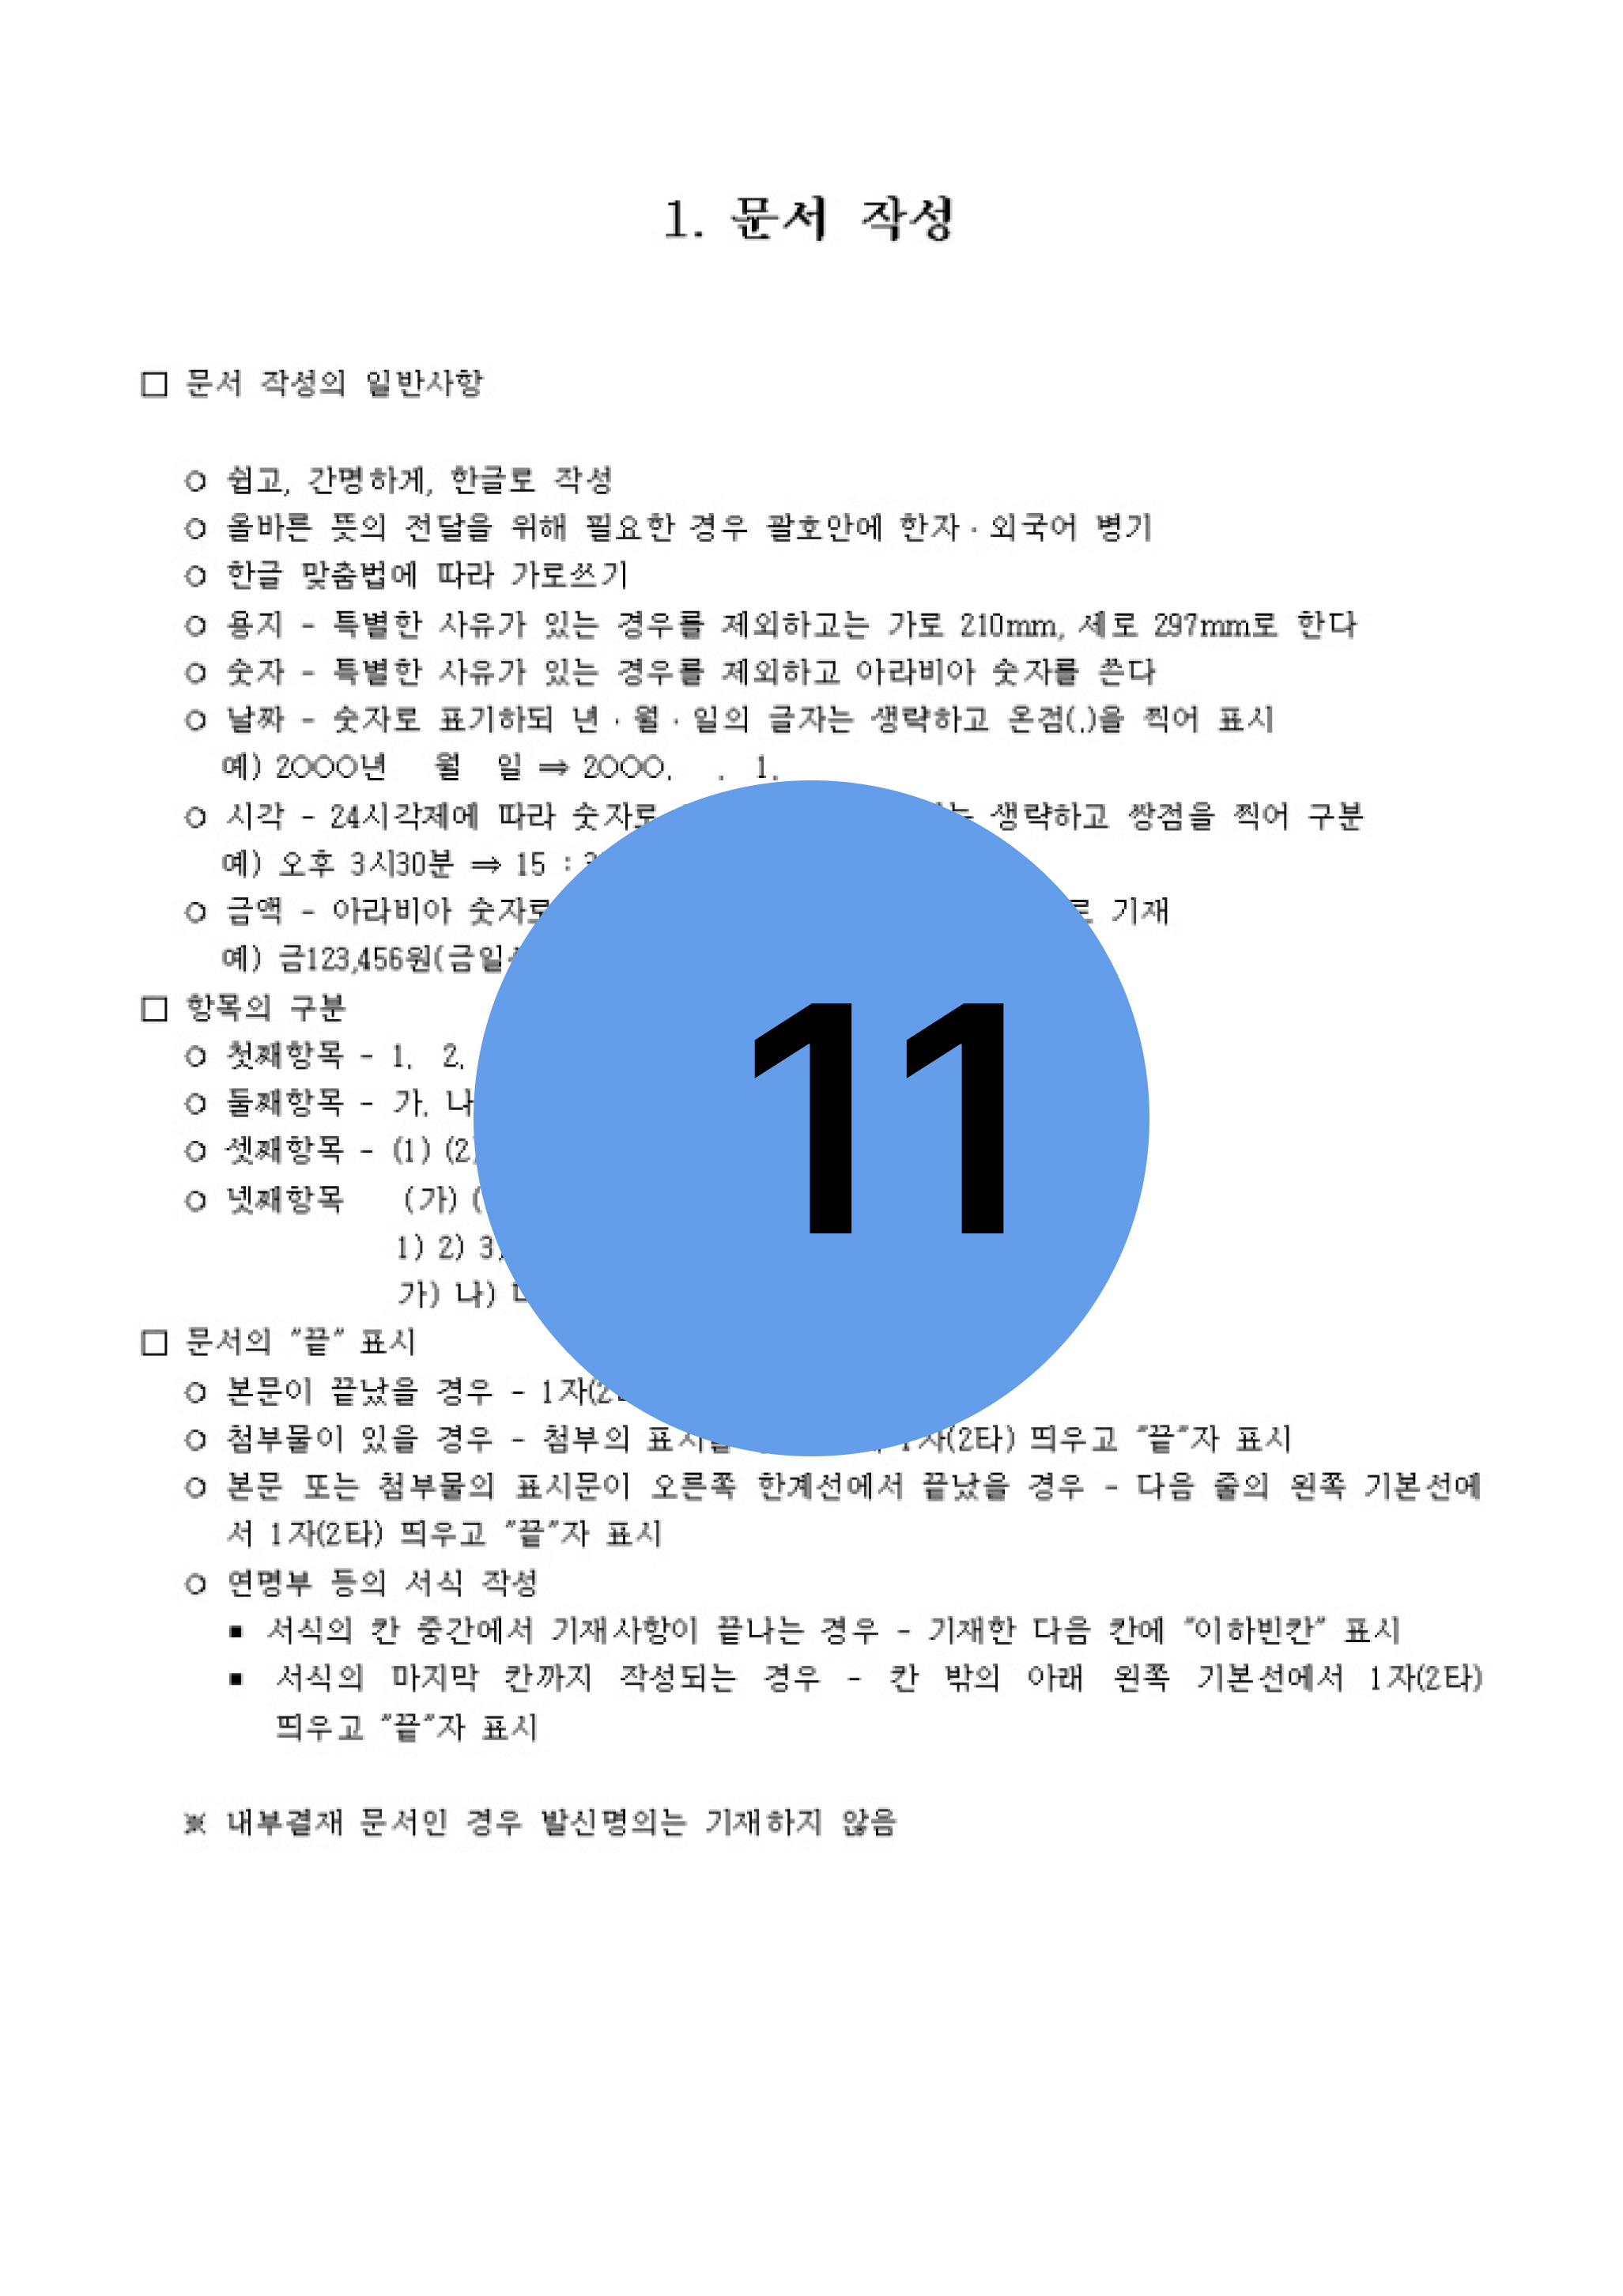 1. 문서 작성
□ 문서 작성의 일반사항
○ 쉽고, 간명하게, 한글로 작성
○ 올바른 뜻의 전달을 위해 필요한 경우 괄호안에 한자·외국어 병기
○ 한글 맞춤법에 따라 가로쓰기
○ 용지 - 특별한 사유가 있는 경우를 제외하고는 가로 210mm, 세로 297mm로 한다
○ 숫자 - 특별한 사유가 있는 경우를 제외하고 아라비아 숫자를 쓴다
○ 날짜 - 숫자로 표기하되 년·월·일의 글자는 생략하고 온점(.)을 찍어 표시
예) 2○○○년 월 일 ⇒ 2○○○. . 1.
○ 시각 - 24시각제에 따라 숫자로 생략하고 쌍점을 찍어 구분
예) 오후 3시30분 ⇒ 15 :
○ 금액 - 아라비아 숫자로 기재
예) 금123,456원(금일
□ 항목의 구분
○ 첫째항목 - 1. 2.
○ 둘째항목 - 가. 나
○ 셋째항목 - (1) (2)
○ 넷째항목 (가) (
11
1) 2) 3)
가) 나)
□ 문서의 "끝" 표시
○ 본문이 끝났을 경우 - 1자(2
○ 첨부물이 있을 경우 - 첨부의 1자(2타) 띄우고 "끝"자 표시
○ 본문 또는 첨부물의 표시문이 오른쪽 한계선에서 끝났을 경우 - 다음 줄의 왼쪽 기본선에
서 1자(2타) 띄우고 "끝"자 표시
○ 연명부 등의 서식 작성
▪ 서식의 칸 중간에서 기재사항이 끝나는 경우 - 기재한 다음 칸에 "이하빈칸" 표시
▪ 서식의 마지막 칸까지 작성되는 경우 - 칸 밖의 아래 왼쪽 기본선에서 1자(2타)
띄우고 "끝"자 표시
※ 내부결재 문서인 경우 발신명의는 기재하지 않음